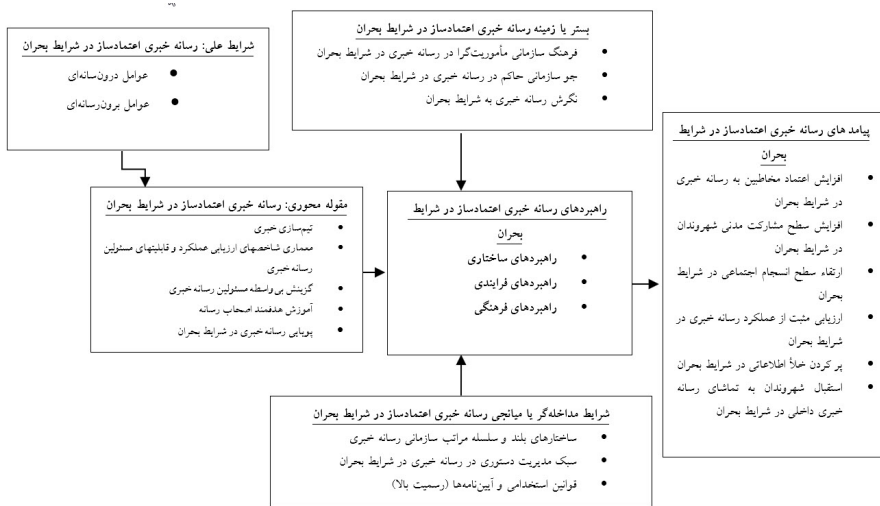 شرایط علی: رسانه خبری اعتمادساز در شرایط بحران
عوامل درون‌سانه‌ای
عوامل برون‌رسانه‌ای
بستر یا زمینه رسانه خبری اعتمادساز در شرایط بحران
فرهنگ سازمانی مأموریت‌گرا در رسانه خبری در شرایط بحران
جو سازمانی حاکم در رسانه خبری در شرایط بحران
نگرش رسانه خبری به شرایط بحران
مقوله محوری: رسانه خبری اعتمادساز در شرایط بحران
تیم‌سازی خبری
معماری شاخصهای ارزیابی عملکرد و قابلیتهای مسئولین
رسانه خبری
گزینش بی‌واسطه مسئولین رسانه خبری
آموزش هدفمند اصحاب رسانه
پویایی رسانه خبری در شرایط بحران
راهبردهای رسانه خبری اعتمادساز در شرایط
بحران
راهبردهای ساختاری
راهبردهای فرایندی
راهبردهای فرهنگی
شرایط مداخله‌گر یا میانجی رسانه خبری اعتمادساز در شرایط بحران
ساختارهای بلند و سلسله مراتب سازمانی رسانه خبری
سبک مدیریت دستوری در رسانه خبری در شرایط بحران
قوانین استخدامی و آیین‌نامه‌ها (رسمیت بالا)
پیامد های رسانه خبری اعتمادساز در شرایط
بحران
افزایش اعتماد مخاطبین به رسانه خبری
در شرایط بحران
افزایش سطح مشارکت مدنی شهروندان
در شرایط بحران
ارتقاء سطح انسجام اجتماعی در شرایط
بحران
ارزیابی مثبت از عملکرد رسانه خبری در
شرایط بحران
پر کردن خلأ اطلاعاتی در شرایط بحران
استقبال شهروندان به تماشای رسانه
خبری داخلی در شرایط بحران